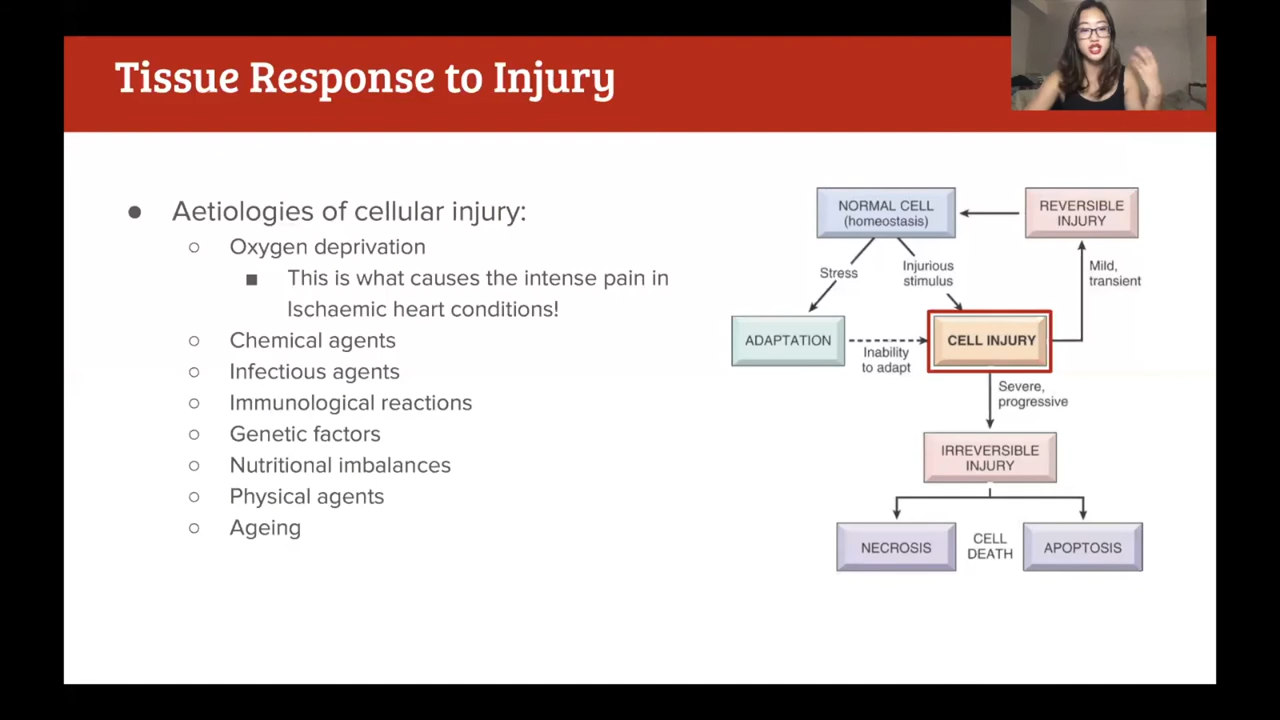 Tissue Response to Injury
● Aetiologies of cellular injury:
○ Oxygen deprivation
■ This is what causes the intense pain in
Ischaemic heart conditions!
○ Chemical agents
○ Infectious agents
○ Immunological reactions
○ Genetic factors
○ Nutritional imbalances
○ Physical agents
○ Ageing
NORMAL CELL
(homeostasis)
REVERSIBLE
INJURY
Stress
Injurious
stimulus
Mild,
transient
ADAPTATION
Inability
to adapt
CELL INJURY
Severe,
progressive
IRREVERSIBLE
INJURY
NECROSIS
CELL
DEATH
APOPTOSIS